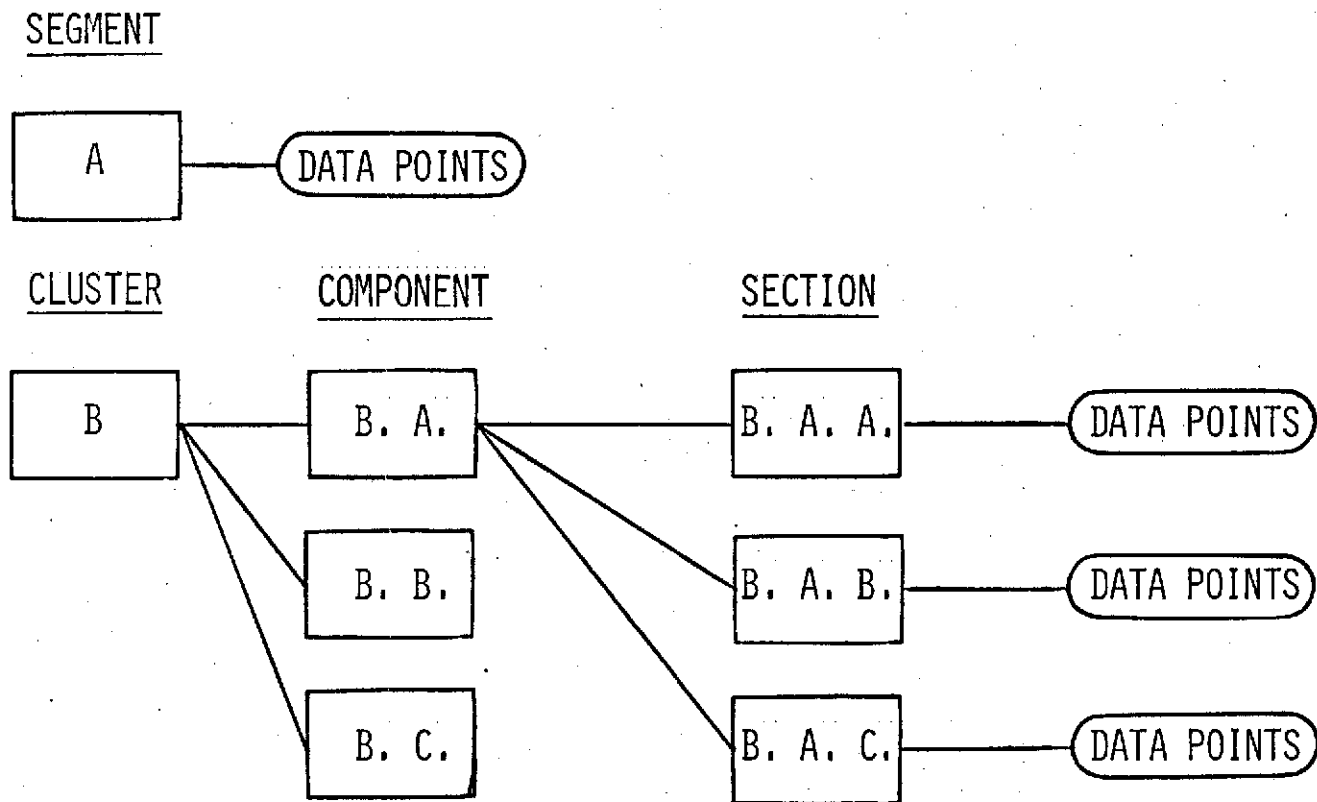 SEGMENT
A DATA POINTS
CLUSTER COMPONENT SECTION
B B. A. B. A. A. DATA POINTS
B. B. B. A. B. DATA POINTS
B. C. B. A. C. DATA POINTS